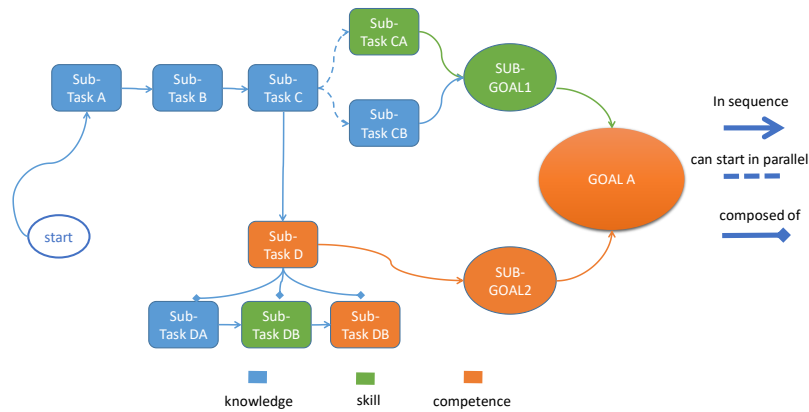 Sub-
Task A
Sub-
Task B
Sub-
Task C
Sub-
Task CA
Sub-
Task CB
SUB-
GOAL1
In sequence
can start in parallel
GOAL A
composed of
start
Sub-
Task D
SUB-
GOAL2
Sub-
Task DA
Sub-
Task DB
Sub-
Task DB
knowledge
skill
competence